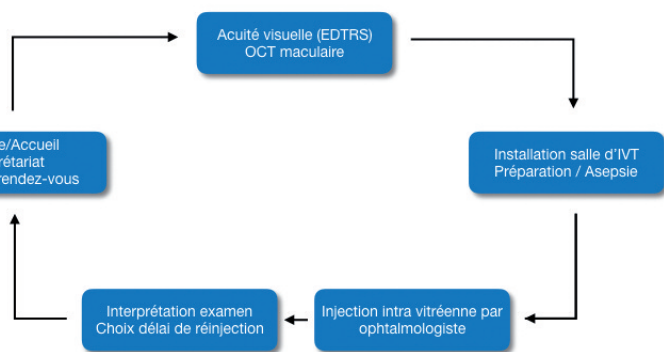 Acuité visuelle (EDTRS)
OCT maculaire
e/Accueil
rétariat
rendez-vous
Installation salle d'IVT
Préparation / Asepsie
Interprétation examen
Choix délai de réinjection
Injection intra vitréenne par
ophtalmologiste